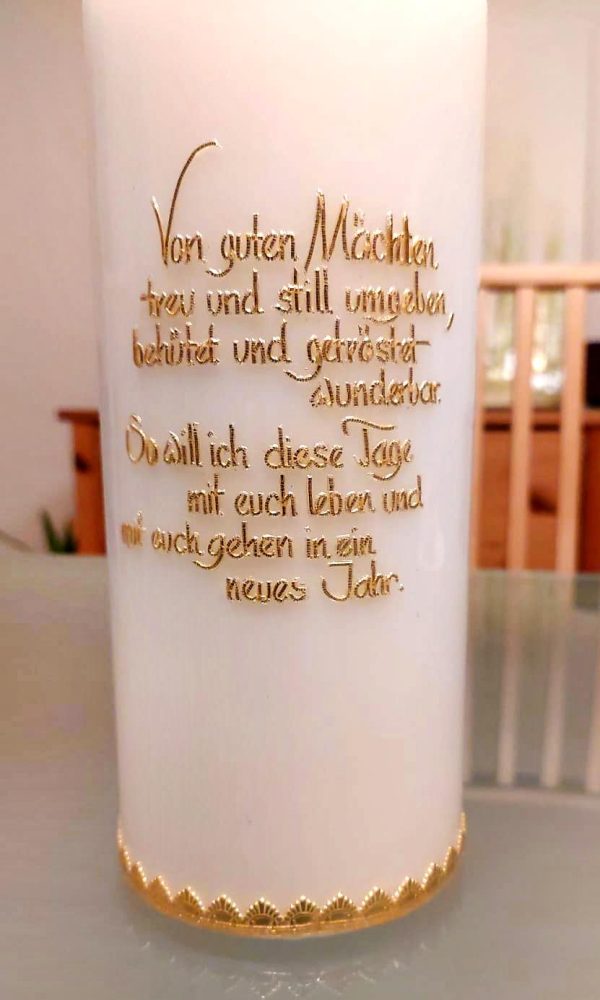 Von guten Mächten
treu und still umgeben,
behütet und getröstet
wunderbar.
So will ich diese Tage
mit euch leben und
mit euch gehen in ein
neues Jahr.